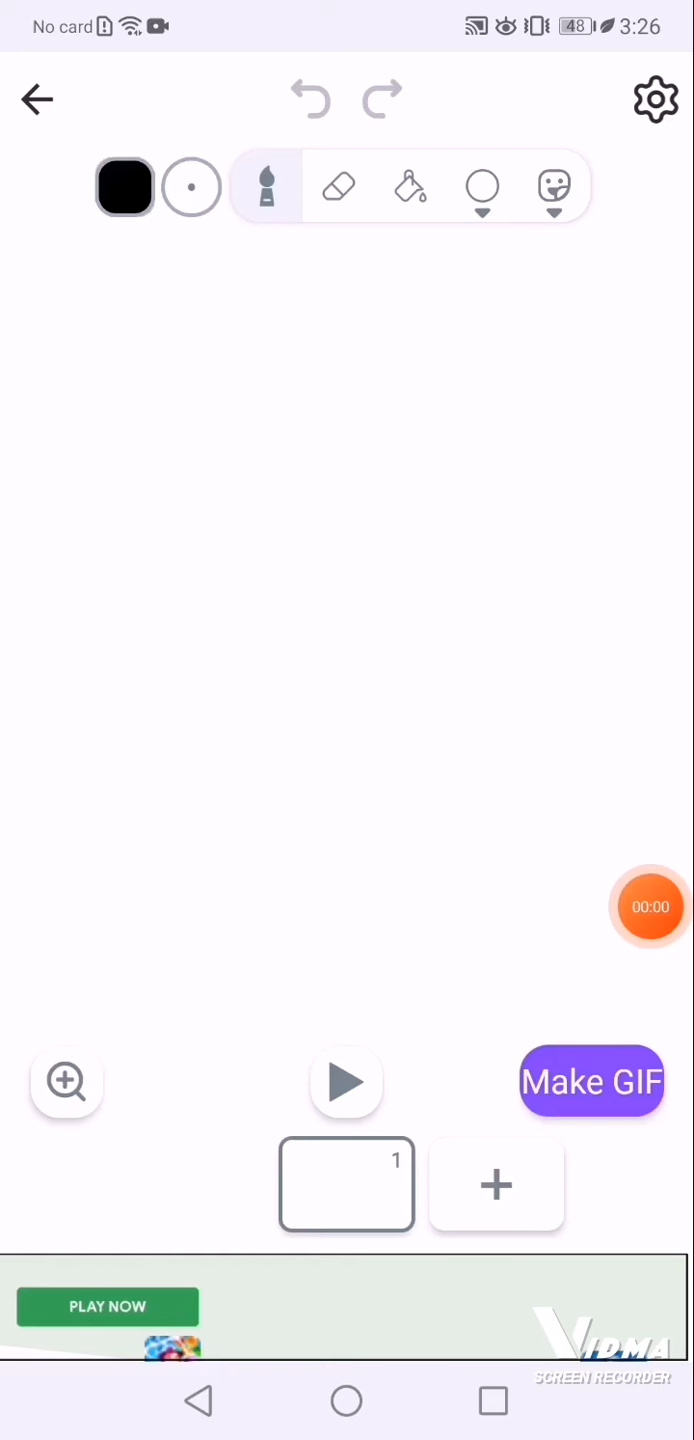 No card 48 3:26
00:00
Make GIF
1
PLAY NOW
VIDMA
SCREEN RECORDER